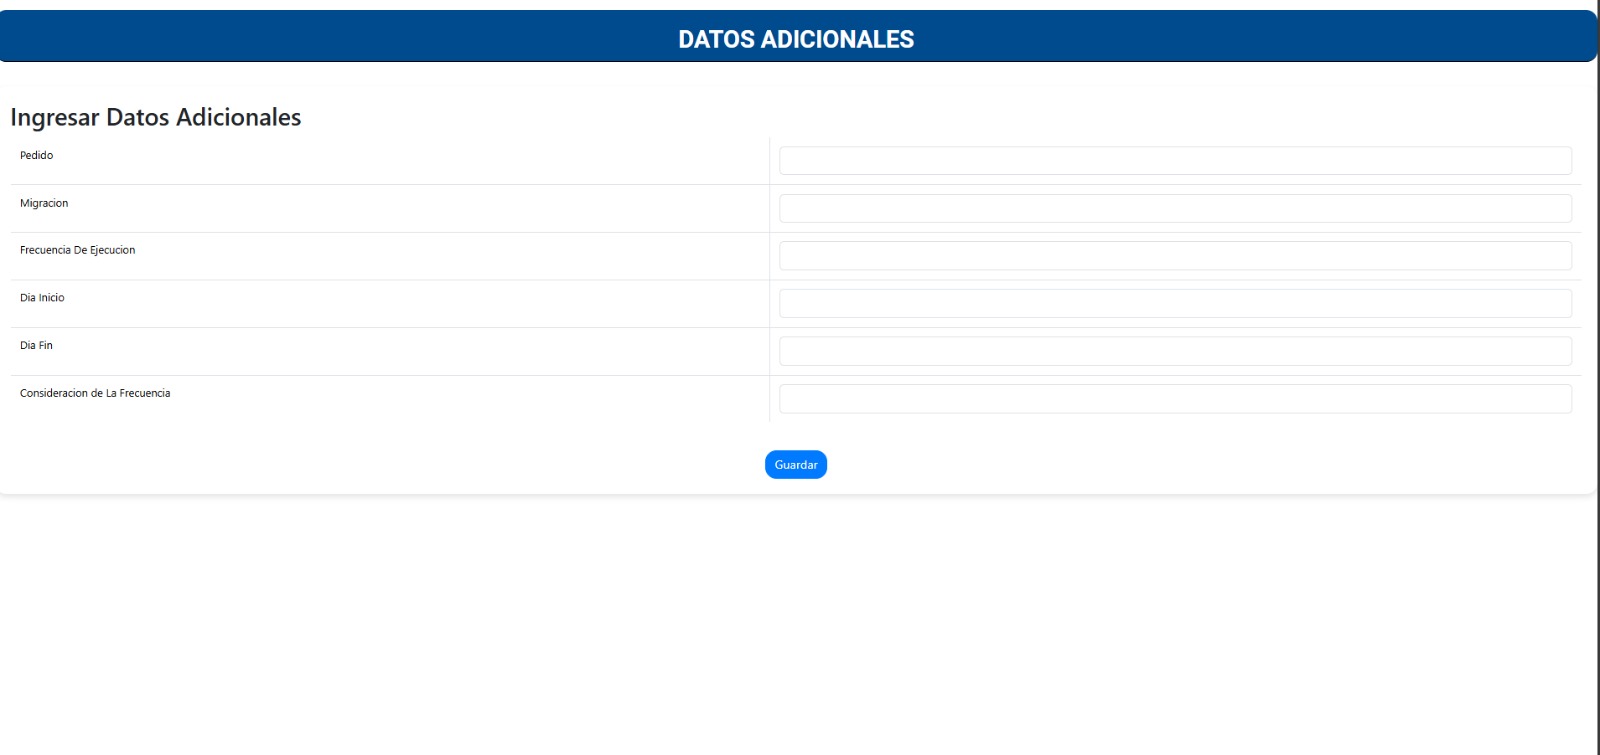 DATOS ADICIONALES
Ingresar Datos Adicionales
Pedido
Migracion
Frecuencia De Ejecucion
Dia Inicio
Dia Fin
Consideracion de La Frecuencia
Guardar